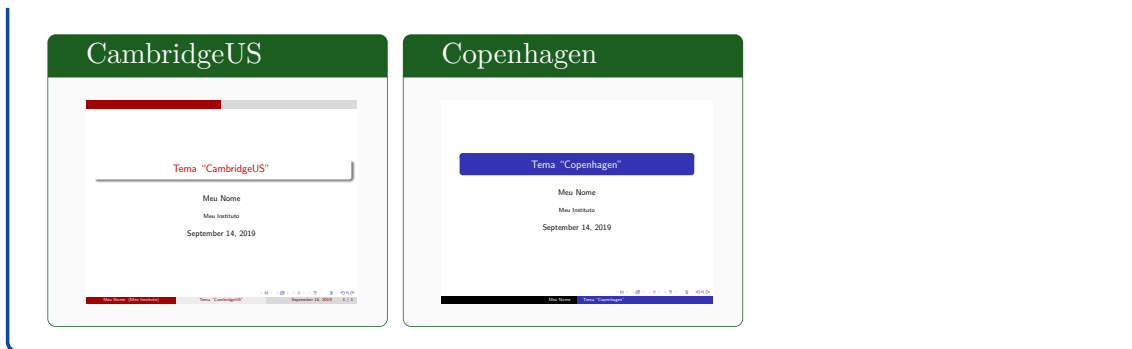 CambridgeUS
Tema “CambridgeUS”
Meu Nome
Meu Instituto
September 14, 2019
Meu Nome (Meu Instituto) Tema “CambridgeUS” September 14, 2019 1 / 1
Copenhagen
Tema “Copenhagen”
Meu Nome
Meu Instituto
September 14, 2019
Meu Nome Tema “Copenhagen”